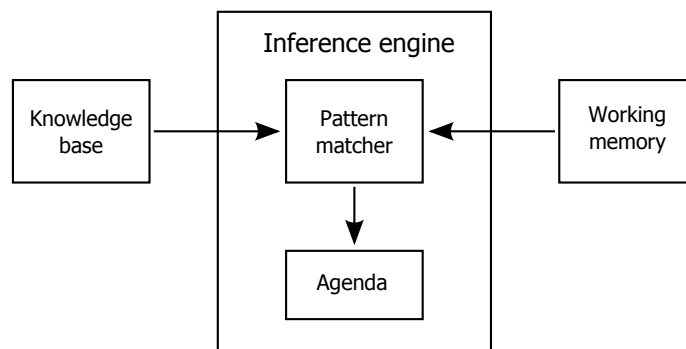 Inference engine
Knowledge
base
Pattern
matcher
Working
memory
Agenda